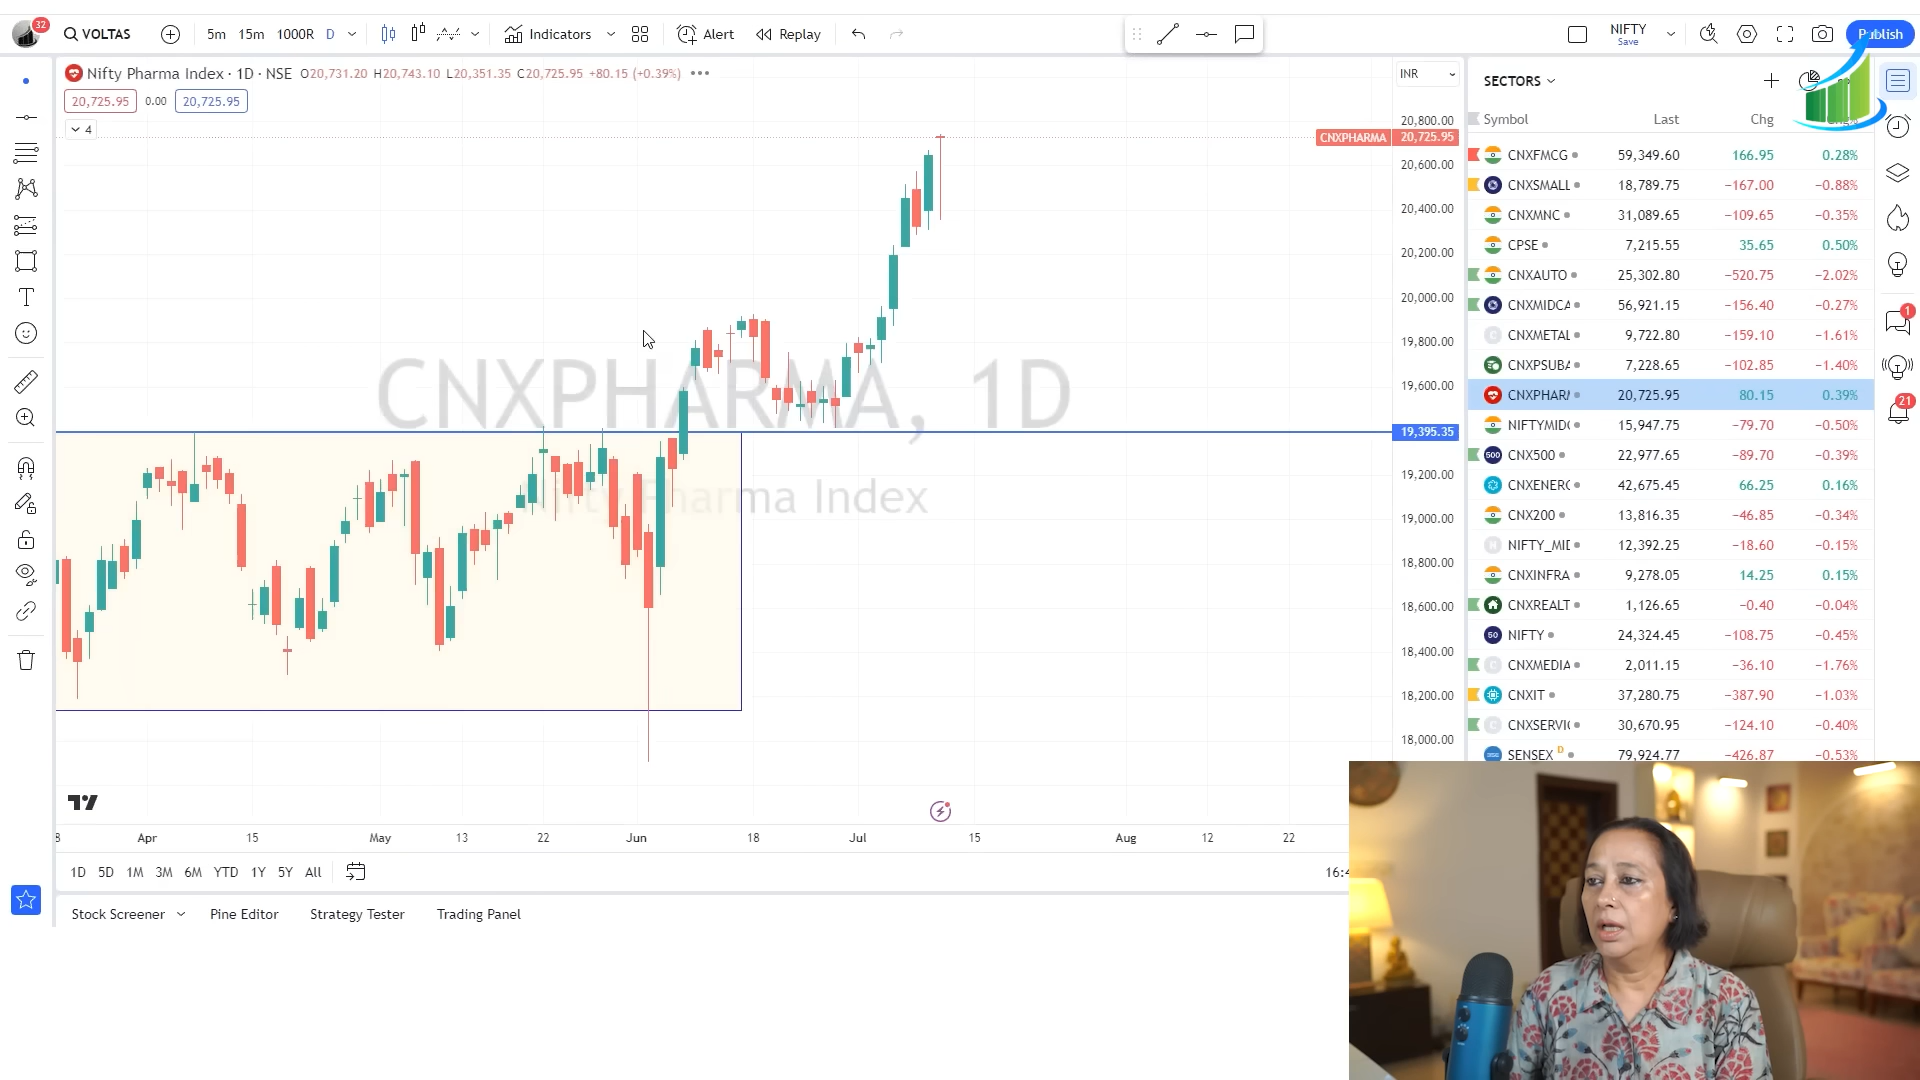 32
VOLTAS
5m 15m 1000R D
Indicators
Alert
Replay
NIFTY
Save
Publish
Nifty Pharma Index · 1D · NSE O20,731.20 H20,743.10 L20,351.35 C20,725.95 +80.15 (+0.39%)
20,725.95 0.00 20,725.95
4
INR
CNXPHARMA, 1D
Nifty Pharma Index
20,800.00
CNXPHARMA 20,725.95
20,600.00
20,400.00
20,200.00
20,000.00
19,800.00
19,600.00
19,395.35
19,200.00
19,000.00
18,800.00
18,600.00
18,400.00
18,200.00
18,000.00
8 Apr 15 May 13 22 Jun 18 Jul 15 Aug 12 22
1D 5D 1M 3M 6M YTD 1Y 5Y All
16:4
Stock Screener Pine Editor Strategy Tester Trading Panel
SECTORS
Symbol Last Chg
CNXFMCG 59,349.60 166.95 0.28%
CNXSMALL 18,789.75 −167.00 −0.88%
CNXMNC 31,089.65 −109.65 −0.35%
CPSE 7,215.55 35.65 0.50%
CNXAUTO 25,302.80 −520.75 −2.02%
CNXMIDCA 56,921.15 −156.40 −0.27%
CNXMETAL 9,722.80 −159.10 −1.61%
CNXPSUBA 7,228.65 −102.85 −1.40%
CNXPHARM 20,725.95 80.15 0.39%
NIFTYMIDC 15,947.75 −79.70 −0.50%
500 CNX500 22,977.65 −89.70 −0.39%
CNXENERG 42,675.45 66.25 0.16%
CNX200 13,816.35 −46.85 −0.34%
NIFTY_MID 12,392.25 −18.60 −0.15%
CNXINFRA 9,278.05 14.25 0.15%
CNXREALT 1,126.65 −0.40 −0.04%
50 NIFTY 24,324.45 −108.75 −0.45%
CNXMEDIA 2,011.15 −36.10 −1.76%
CNXIT 37,280.75 −387.90 −1.03%
CNXSERVIC 30,670.95 −124.10 −0.40%
SENSEX D 79,924.77 −426.87 −0.53%
1
21